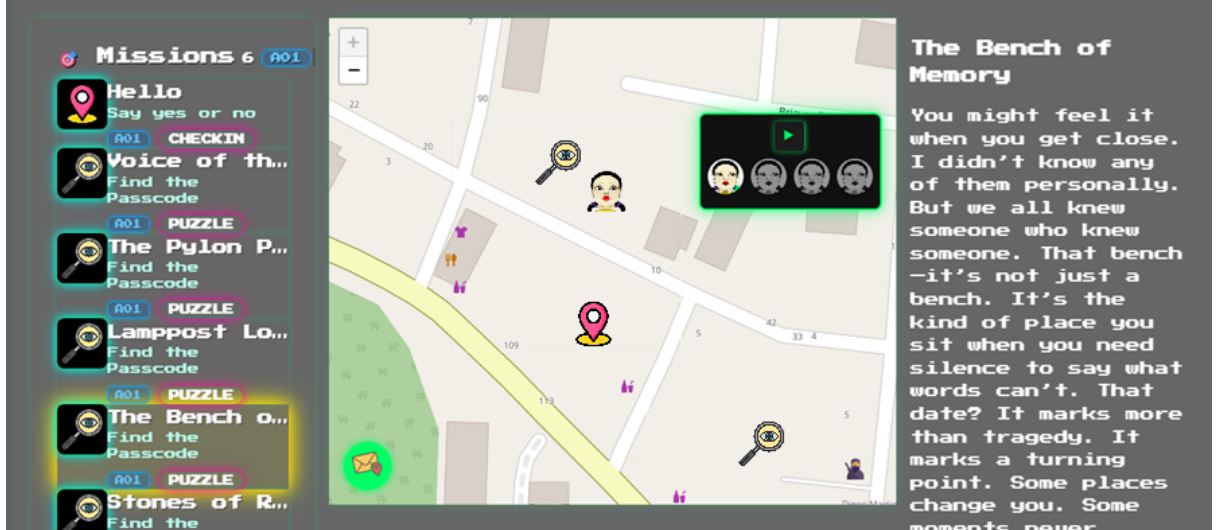 Missions 6 A01
Hello
Say yes or no
A01 CHECKIN
Voice of th...
Find the
Passcode
A01 PUZZLE
The Pylon P...
Find the
Passcode
A01 PUZZLE
Lamppost Lo...
Find the
Passcode
A01 PUZZLE
The Bench o...
Find the
Passcode
A01 PUZZLE
Stones of R...
Find the
+
−
7
22
90
20
3
10
5
42
33 4
109
113
5
The Bench of
Memory
You might feel it
when you get close.
I didn't know any
of them personally.
But we all knew
someone who knew
someone. That bench
—it's not just a
bench. It's the
kind of place you
sit when you need
silence to say what
words can't. That
date? It marks more
than tragedy. It
marks a turning
point. Some places
change you. Some
moments never